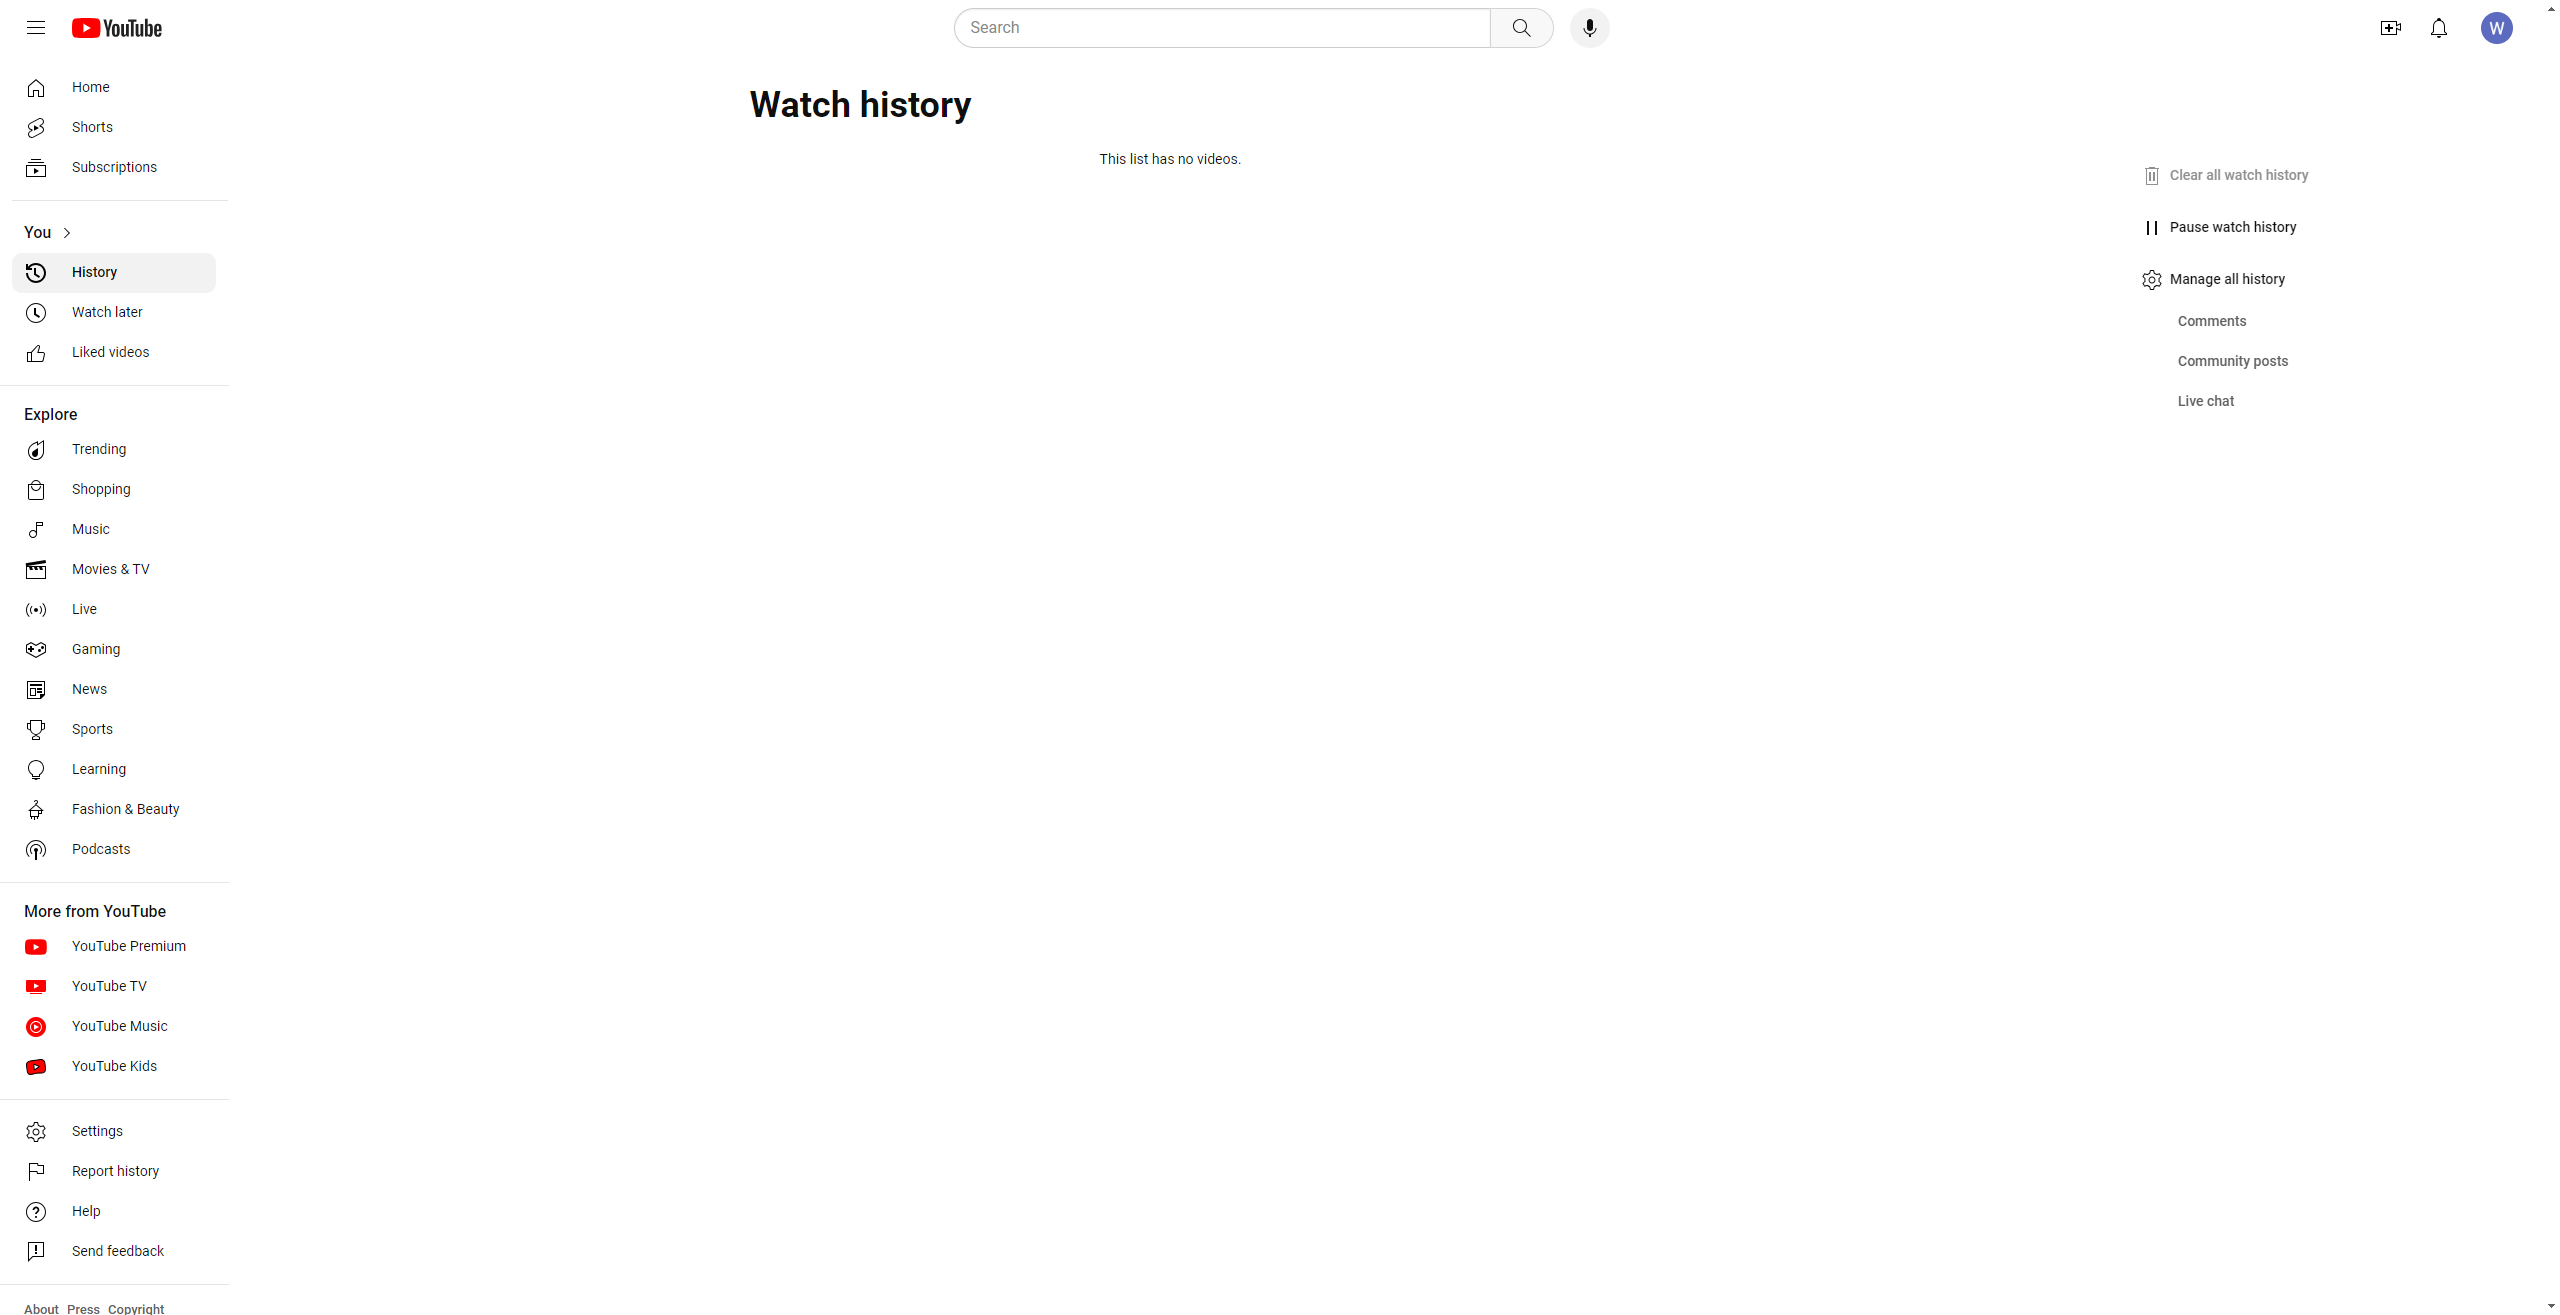 YouTube
Search
W
Home
Shorts
Subscriptions
You
History
Watch later
Liked videos
Explore
Trending
Shopping
Music
Movies & TV
Live
Gaming
News
Sports
Learning
Fashion & Beauty
Podcasts
More from YouTube
YouTube Premium
YouTube TV
YouTube Music
YouTube Kids
Settings
Report history
Help
Send feedback
About Press Copyright
Watch history
This list has no videos.
Clear all watch history
Pause watch history
Manage all history
Comments
Community posts
Live chat